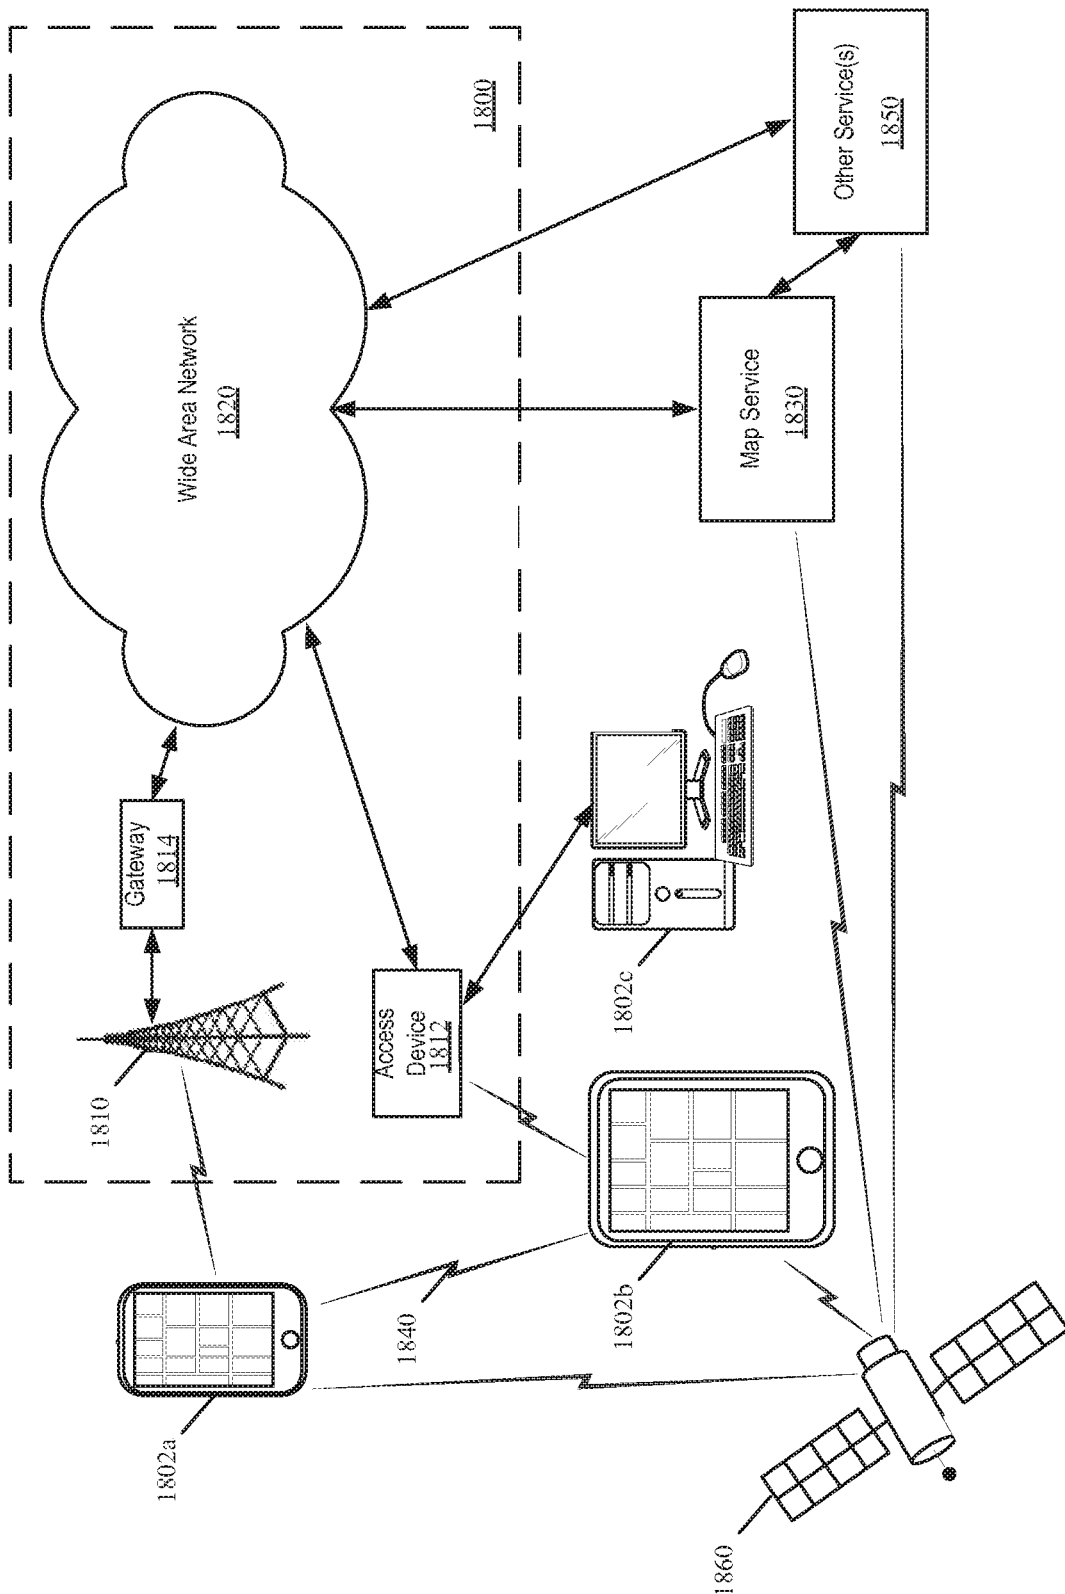 1800
Wide Area Network
1820
Gateway
1814
1810
Access
Device
1812
1802a
1840
1802b
1802c
Map Service
1830
Other Service(s)
1850
1860